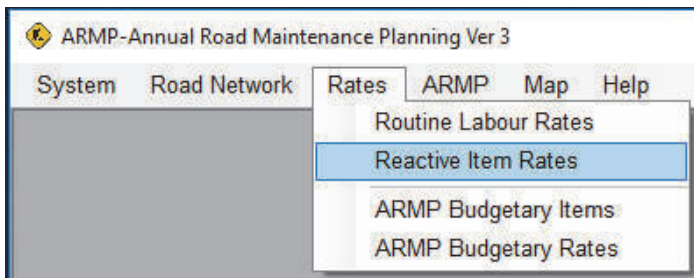 ARMP-Annual Road Maintenance Planning Ver 3
System Road Network Rates ARMP Map Help
Routine Labour Rates
Reactive Item Rates
ARMP Budgetary Items
ARMP Budgetary Rates